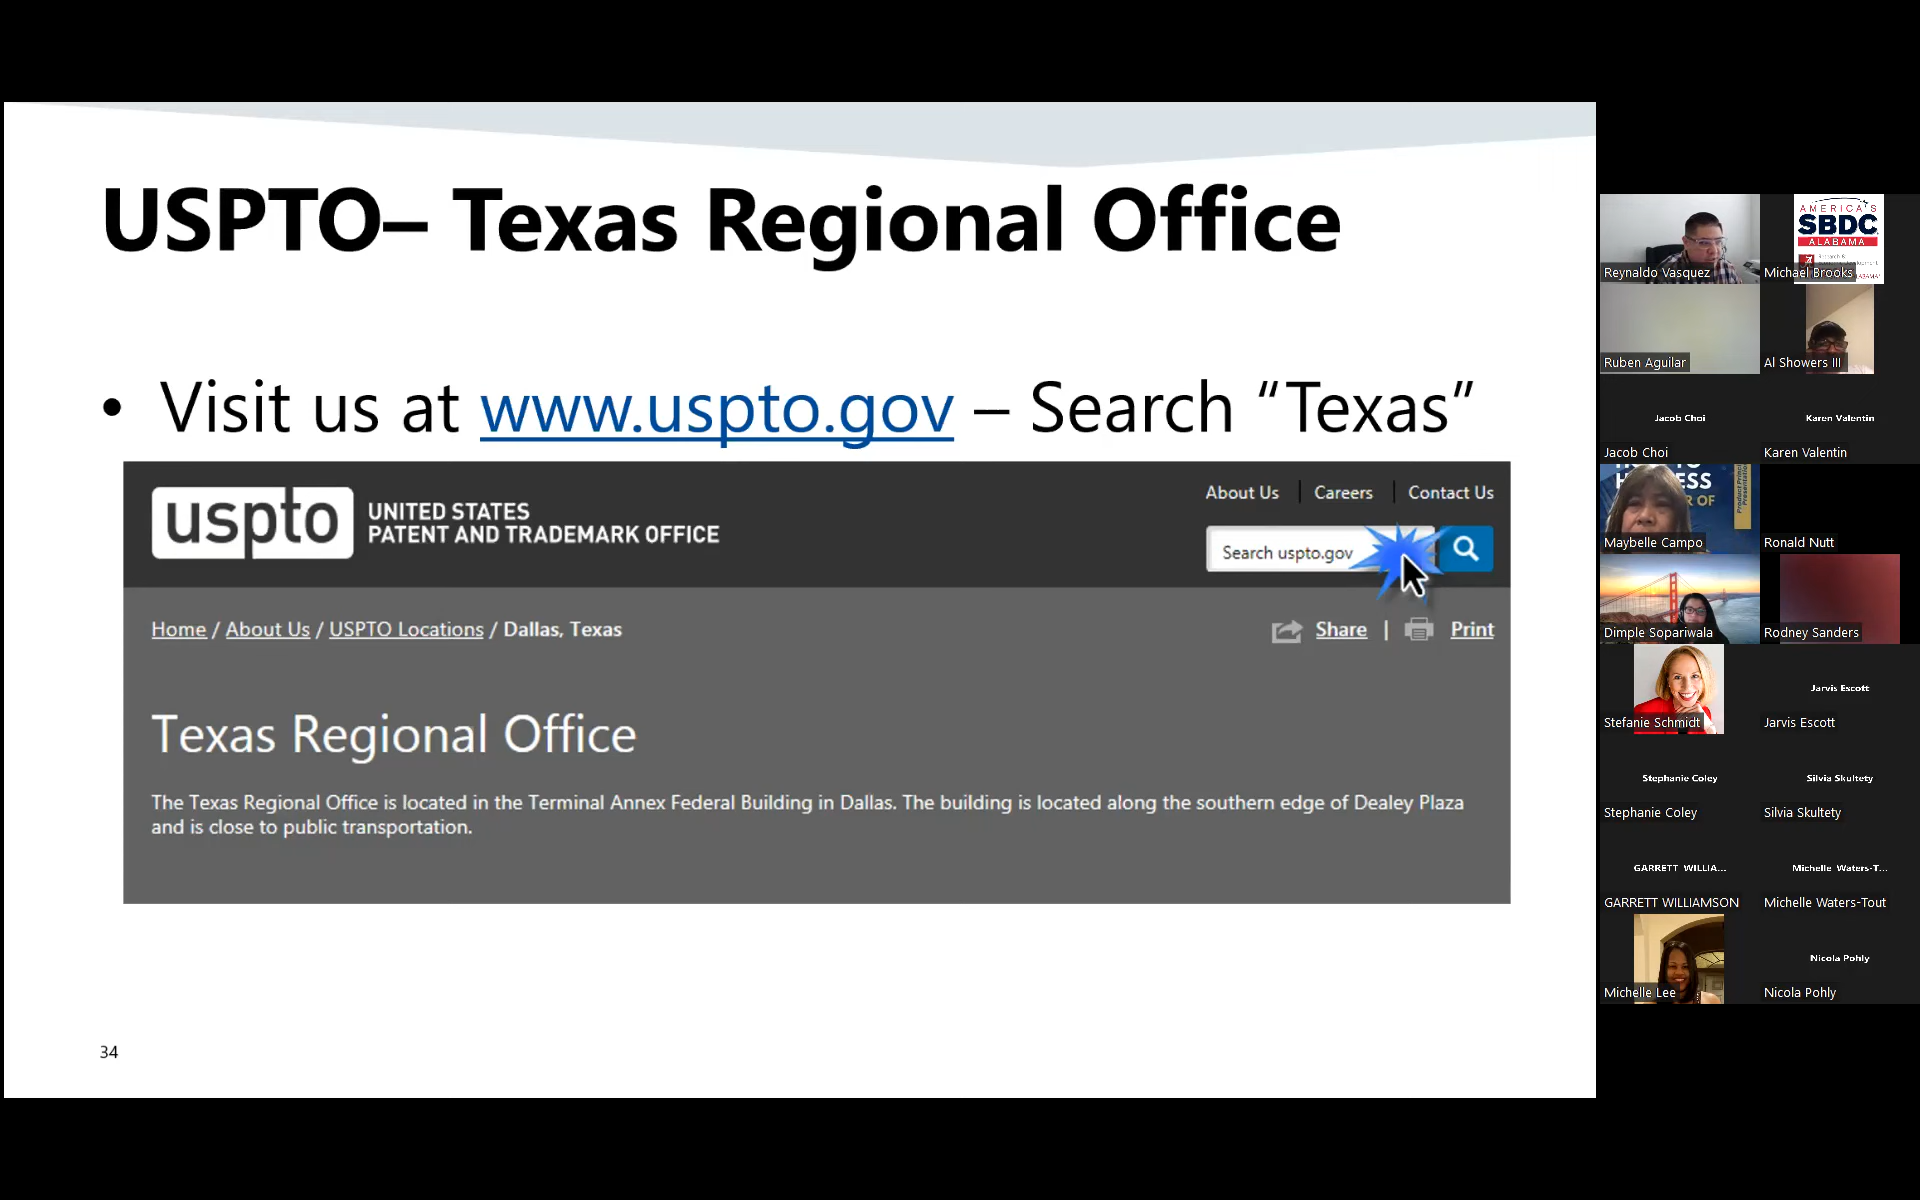 USPTO– Texas Regional Office
• Visit us at www.uspto.gov – Search “Texas”
uspto UNITED STATES
PATENT AND TRADEMARK OFFICE
About Us | Careers | Contact Us
Search uspto.gov
Home / About Us / USPTO Locations / Dallas, Texas
Share | Print
Texas Regional Office
The Texas Regional Office is located in the Terminal Annex Federal Building in Dallas. The building is located along the southern edge of Dealey Plaza
and is close to public transportation.
34
Reynaldo Vasquez
AMERICA'S
SBDC
ALABAMA
Michael Brooks
Ruben Aguilar
Al Showers III
Jacob Choi
Jacob Choi
Karen Valentin
Karen Valentin
Maybelle Campo
Ronald Nutt
Dimple Sopariwala
Rodney Sanders
Stefanie Schmidt
Jarvis Escott
Jarvis Escott
Stephanie Coley
Stephanie Coley
Silvia Skultety
Silvia Skultety
GARRETT WILLIA...
GARRETT WILLIAMSON
Michelle Waters-T...
Michelle Waters-Tout
Michelle Lee
Nicola Pohly
Nicola Pohly